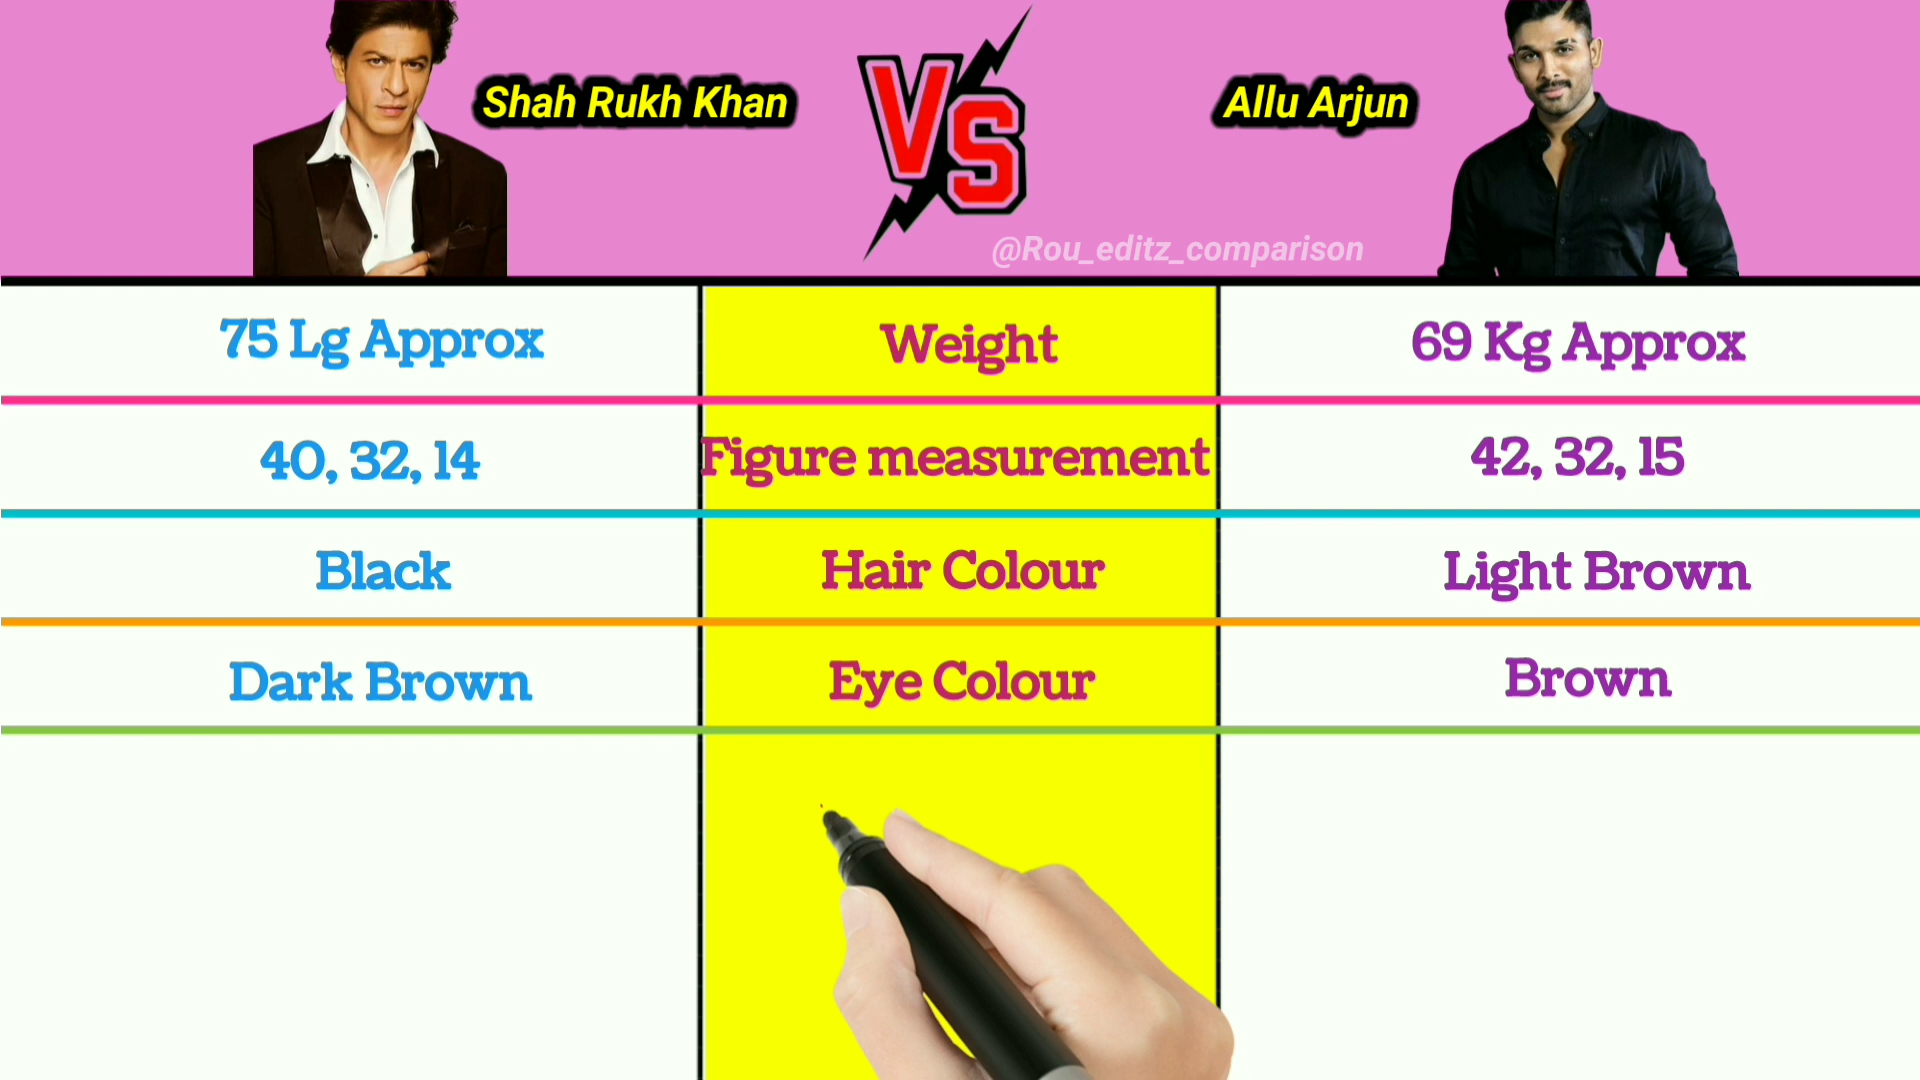 Shah Rukh Khan
VS
Allu Arjun
@Rou_editz_comparison
75 Lg Approx
Weight
69 Kg Approx
40, 32, 14
Figure measurement
42, 32, 15
Black
Hair Colour
Light Brown
Dark Brown
Eye Colour
Brown